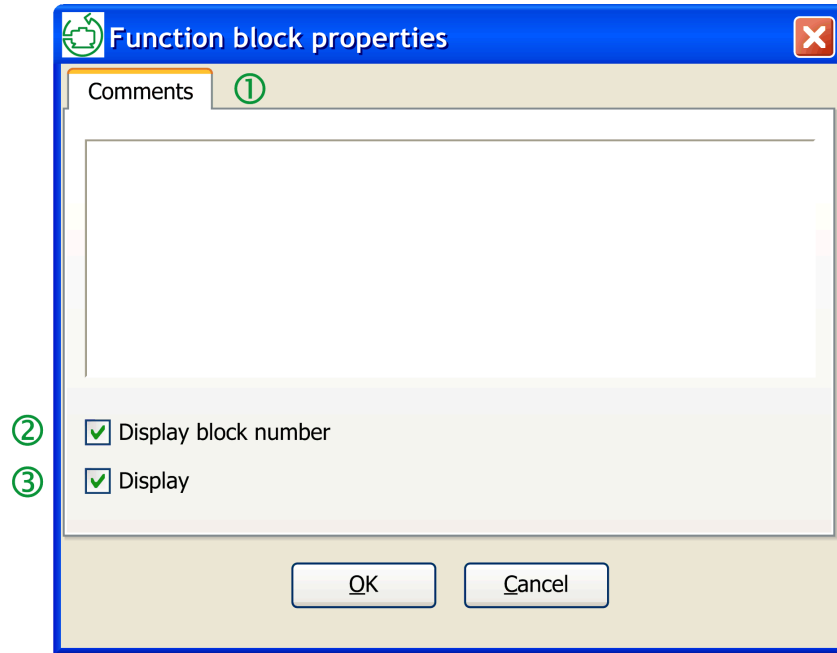 Function block properties
Comments ①
② Display block number
③ Display
OK Cancel